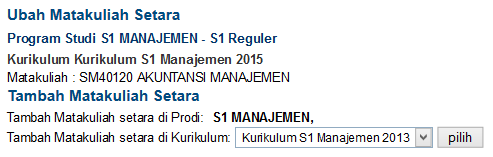 Ubah Matakuliah Setara
Program Studi S1 MANAJEMEN - S1 Reguler
Kurikulum Kurikulum S1 Manajemen 2015
Matakuliah : SM40120 AKUNTANSI MANAJEMEN
Tambah Matakuliah Setara
Tambah Matakuliah setara di Prodi: S1 MANAJEMEN,
Tambah Matakuliah setara di Kurikulum: Kurikulum S1 Manajemen 2013 pilih